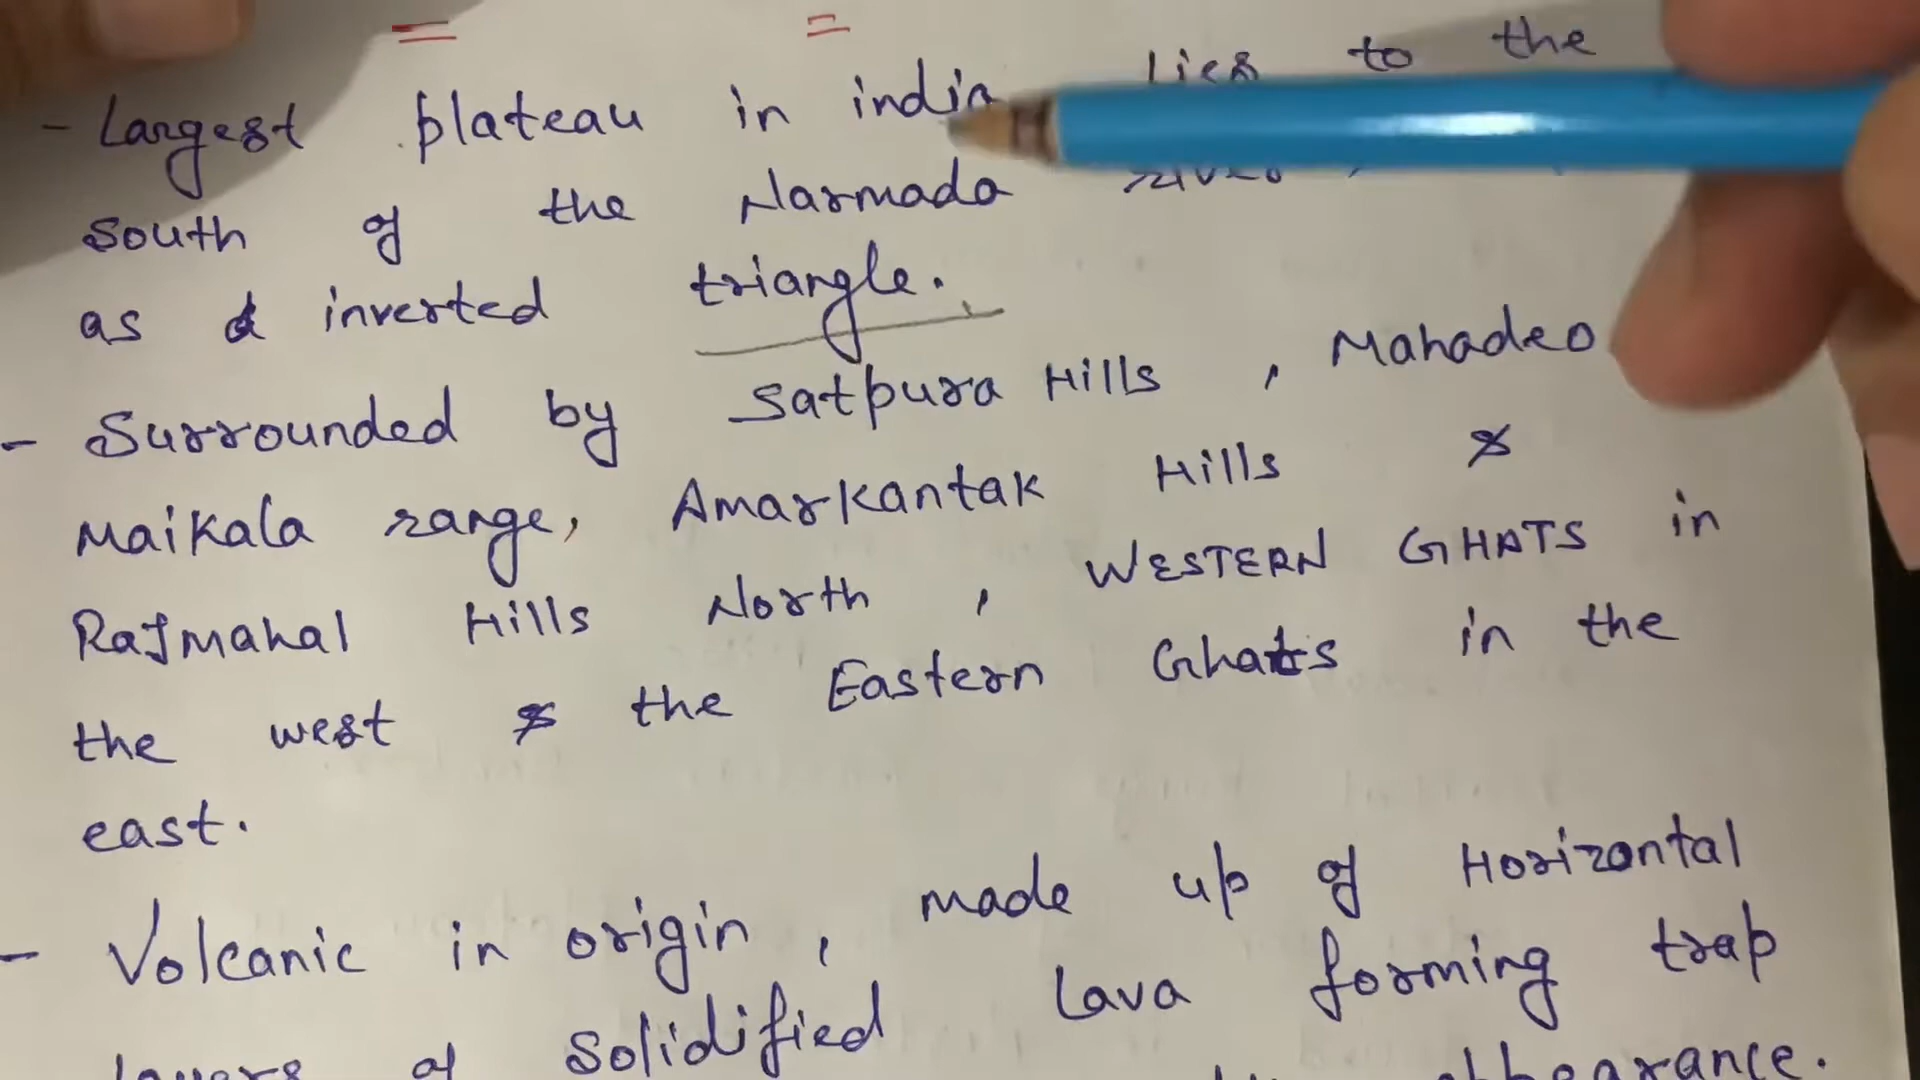 - Largest plateau in india lies to the
south of the Narmada
as a inverted triangle.
- Surrounded by Satpura Hills , Mahadeo
Maikala range, Amarkantak Hills &
Rajmahal Hills North , WESTERN GHATS in
the west & the Eastern Ghats in the
east.
- Volcanic in origin , made up of Horizontal
layers of solidified lava forming trap
appearance.